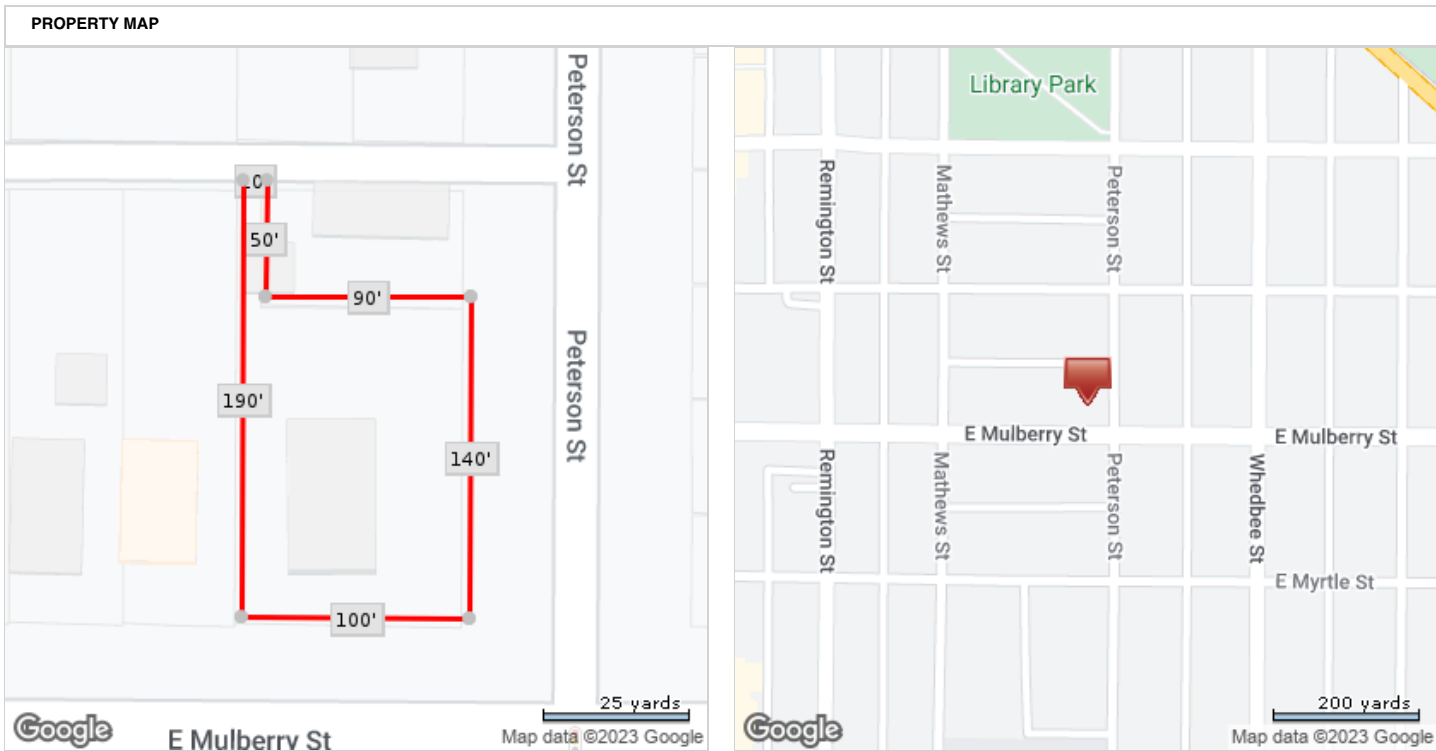 PROPERTY MAP
Peterson St
50'
90'
190'
Peterson St
140'
100'
25 yards
Google
E Mulberry St
Map data ©2023 Google
Library Park
Remington St
Mathews St
Peterson St
E Mulberry St
E Mulberry St
Remington St
Mathews St
Peterson St
Whedbee St
E Myrtle St
200 yards
Google
Map data ©2023 Google